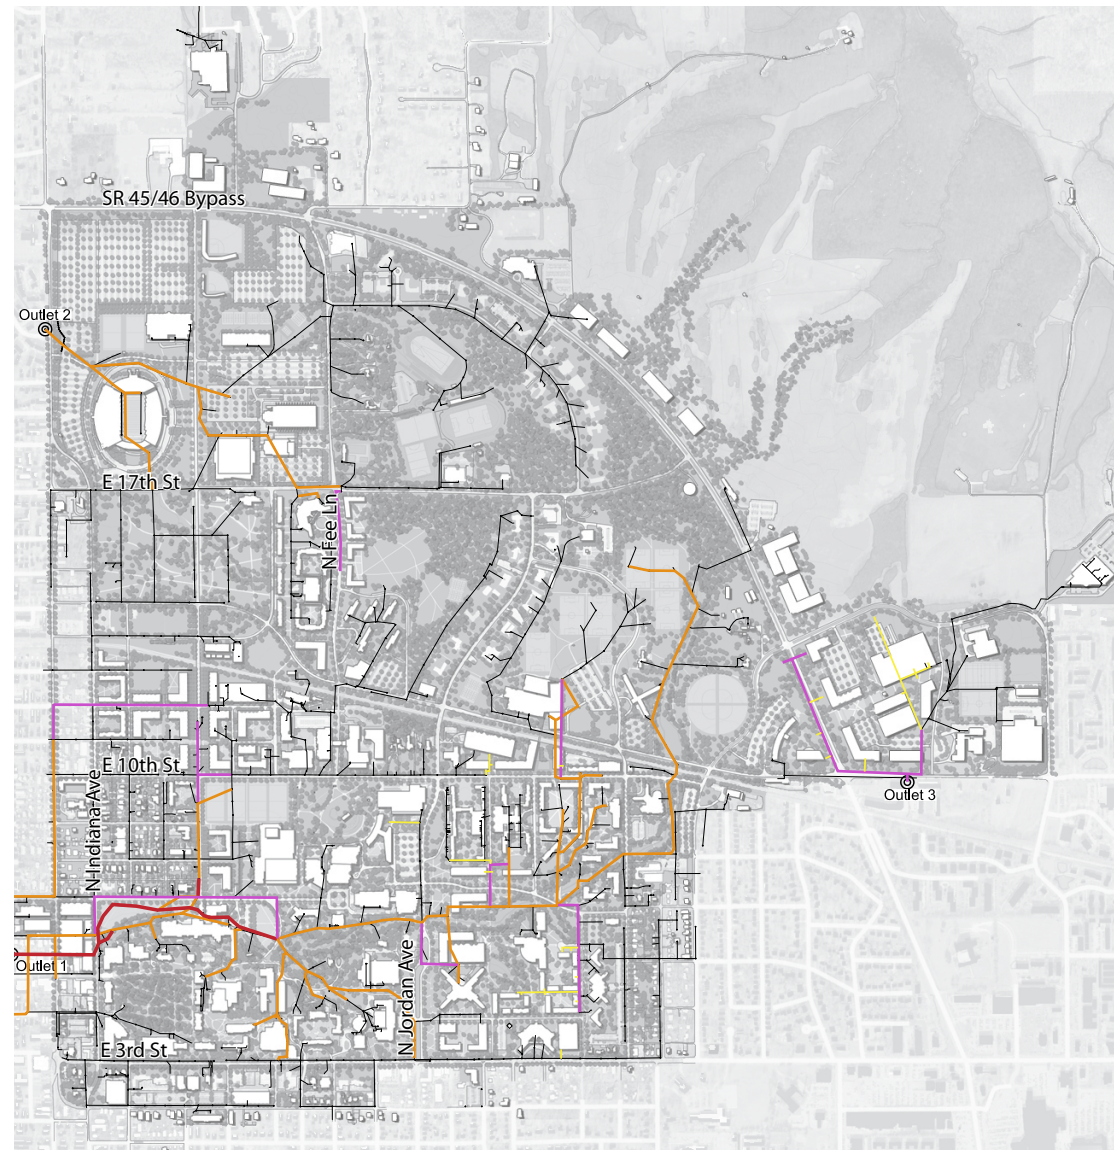 SR 45/46 Bypass
Outlet 2
E 17th St
N Fee Ln
E 10th St
N Indiana Ave
Outlet 3
Outlet 1
N Jordan Ave
E 3rd St